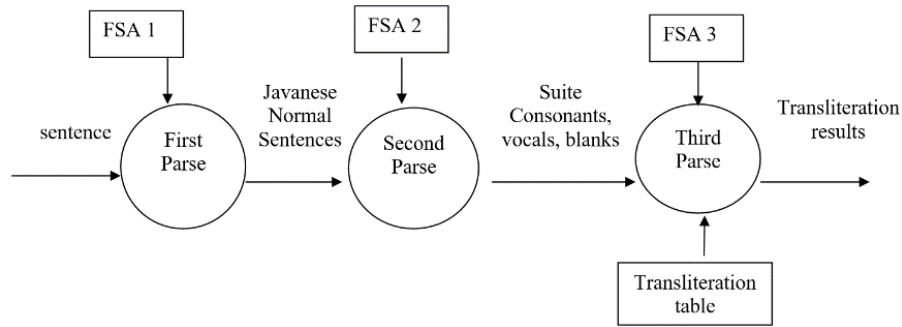 FSA 1
FSA 2
FSA 3
sentence
First
Parse
Javanese
Normal
Sentences
Second
Parse
Suite
Consonants,
vocals, blanks
Third
Parse
Transliteration
results
Transliteration
table